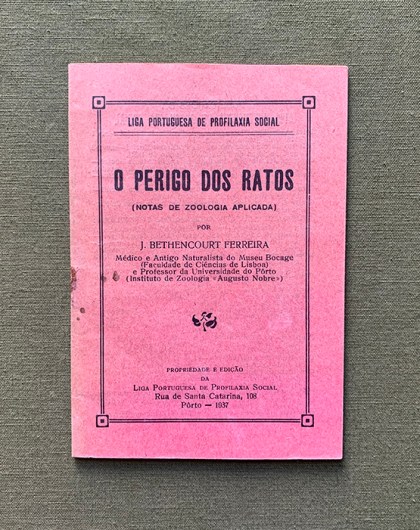 LIGA PORTUGUESA DE PROFILAXIA SOCIAL
O PERIGO DOS RATOS
(NOTAS DE ZOOLOGIA APLICADA)
POR
J. BETHENCOURT FERREIRA
Médico e Antigo Naturalista do Museu Bocage
(Faculdade de Ciências de Lisboa)
e Professor da Universidade do Pôrto
(Instituto de Zoologia «Augusto Nobre»)
PROPRIEDADE E EDIÇÃO
DA
LIGA PORTUGUESA DE PROFILAXIA SOCIAL
Rua de Santa Catarina, 108
Pôrto — 1937